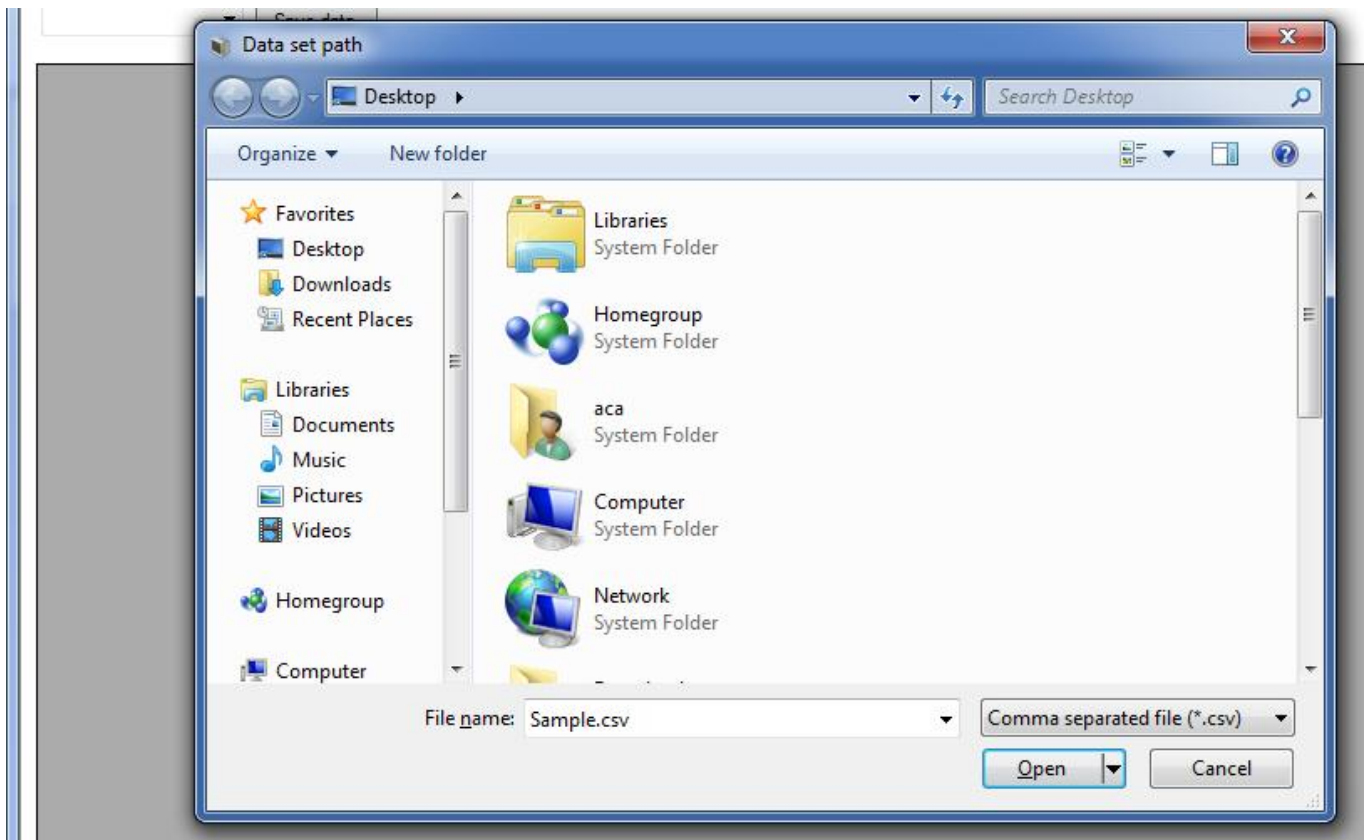 Save data
Data set path
Desktop
Search Desktop
Organize
New folder
Favorites
Desktop
Downloads
Recent Places
Libraries
Documents
Music
Pictures
Videos
Homegroup
Computer
Libraries
System Folder
Homegroup
System Folder
aca
System Folder
Computer
System Folder
Network
System Folder
File name: Sample.csv
Comma separated file (*.csv)
Open
Cancel